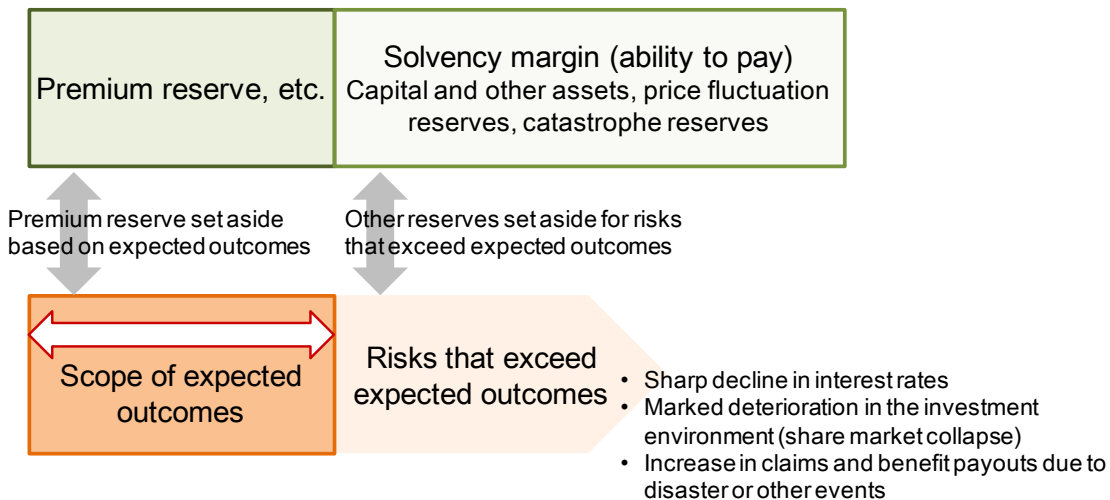 Premium reserve, etc.
Solvency margin (ability to pay)
Capital and other assets, price fluctuation
reserves, catastrophe reserves
Premium reserve set aside
based on expected outcomes
Other reserves set aside for risks
that exceed expected outcomes
Scope of expected
outcomes
Risks that exceed
expected outcomes
• Sharp decline in interest rates
• Marked deterioration in the investment
environment (share market collapse)
• Increase in claims and benefit payouts due to
disaster or other events